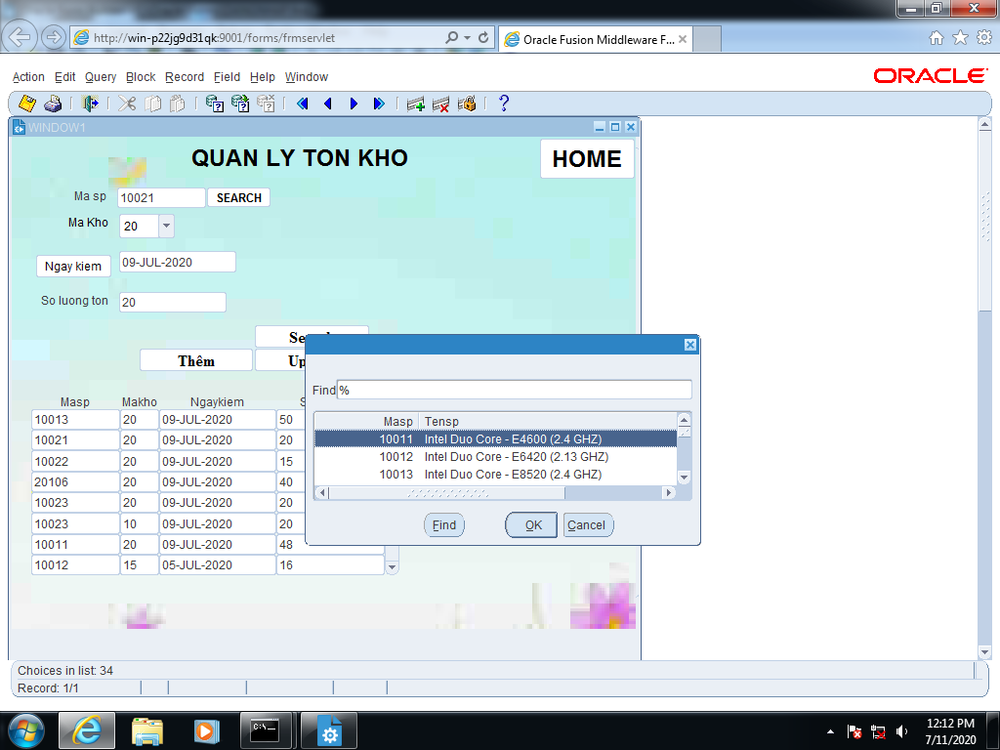 http://win-p22jg9d31qk:9001/forms/frmservlet
Oracle Fusion Middleware F...
Action Edit Query Block Record Field Help Window
ORACLE
WINDOW1
QUAN LY TON KHO
HOME
Ma sp 10021 SEARCH
Ma Kho 20
Ngay kiem 09-JUL-2020
So luong ton 20
Thêm
Find %
Masp Tensp
10011 Intel Duo Core - E4600 (2.4 GHZ)
10012 Intel Duo Core - E6420 (2.13 GHZ)
10013 Intel Duo Core - E8520 (2.4 GHZ)
Find OK Cancel
Masp Makho Ngaykiem
10013 20 09-JUL-2020 50
10021 20 09-JUL-2020 20
10022 20 09-JUL-2020 15
20106 20 09-JUL-2020 40
10023 20 09-JUL-2020 20
10023 10 09-JUL-2020 20
10011 20 09-JUL-2020 48
10012 15 05-JUL-2020 16
Choices in list: 34
Record: 1/1
12:12 PM
7/11/2020